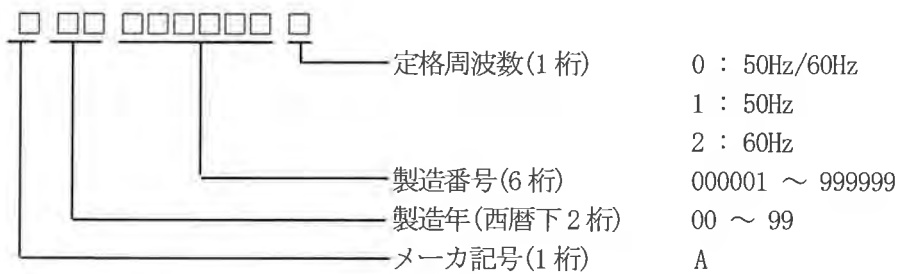 □ □□ □□□□□□ □
定格周波数(1桁) 0 : 50Hz/60Hz
1 : 50Hz
2 : 60Hz
製造番号(6桁) 000001 ～ 999999
製造年(西暦下2桁) 00 ～ 99
メーカ記号(1桁) A